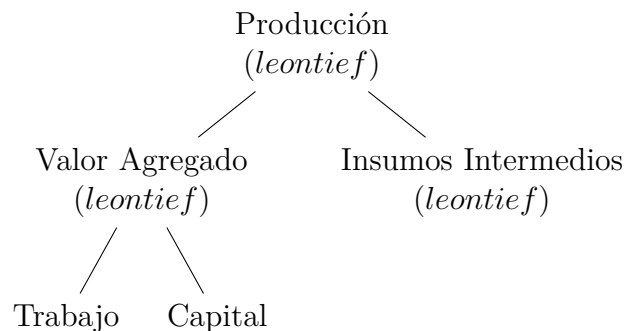 Producción
(leontief)
Valor Agregado
(leontief)
Insumos Intermedios
(leontief)
Trabajo
Capital